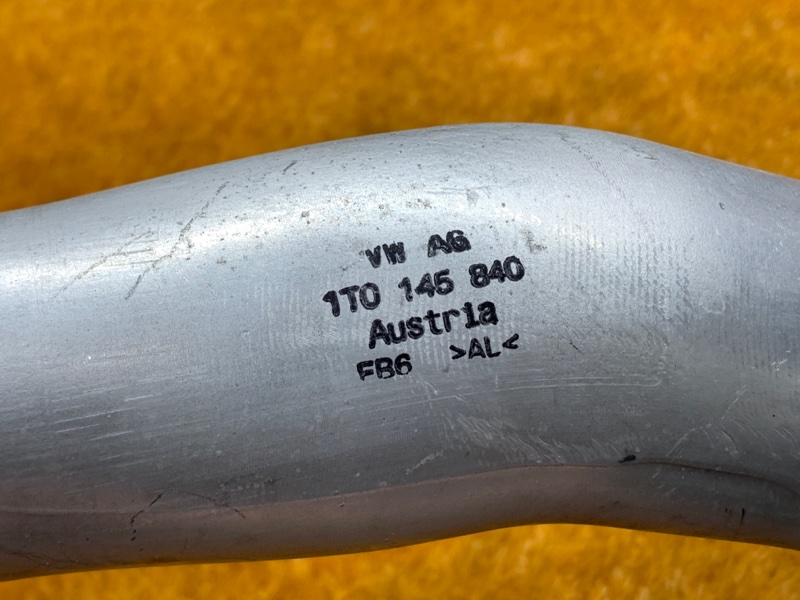 VW AG
1T0 145 840
Austria
FB6 >AL<